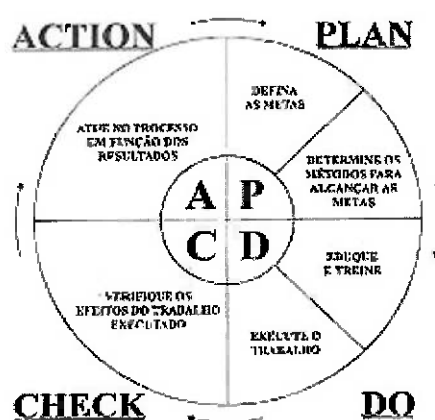 ACTION
PLAN
DEFINA
AS METAS
ATUE NO PROCESSO
EM FUNÇÃO DOS
RESULTADOS
DETERMINE OS
MÉTODOS PARA
ALCANÇAR AS
METAS
A P
C D
EDUQUE
E TREINE
VERIFIQUE OS
EFEITOS DO TRABALHO
EXECUTADO
EXECUTE O
TRABALHO
CHECK
DO